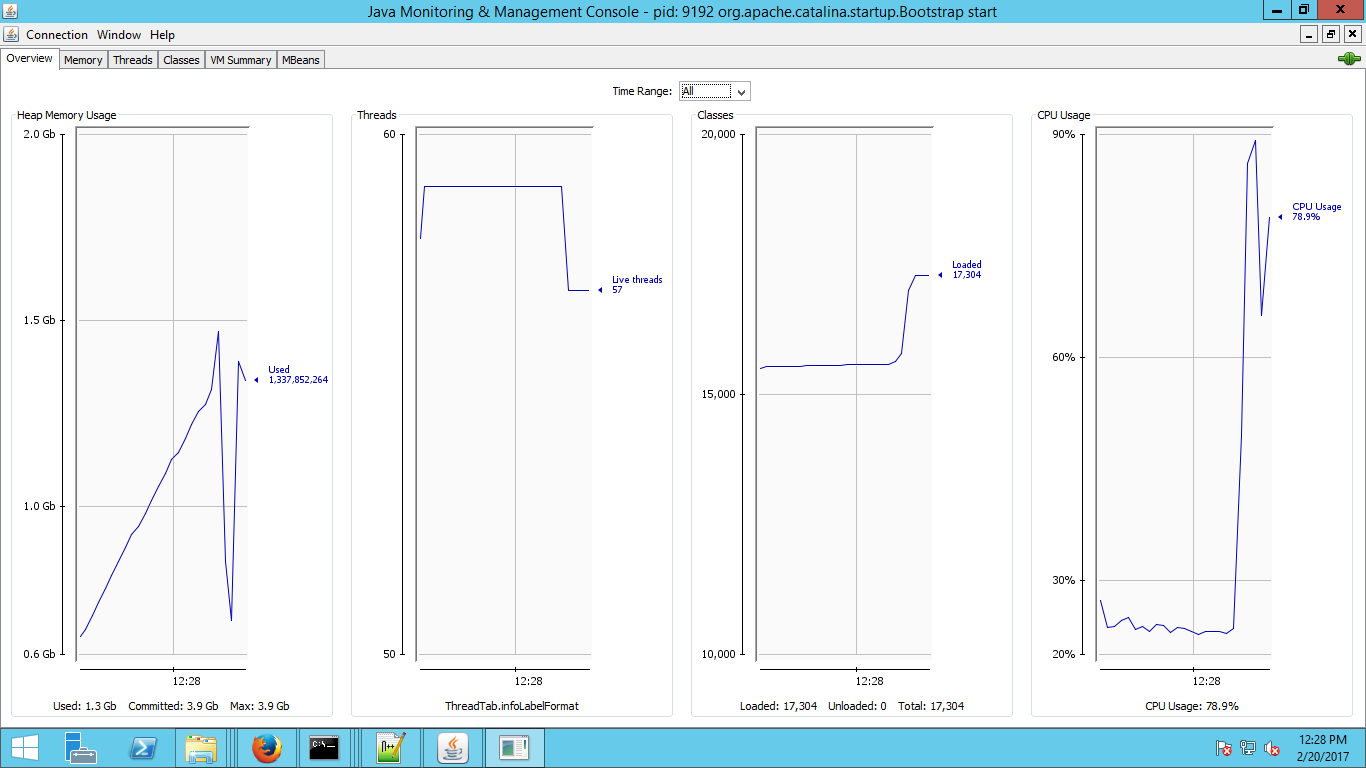 Java Monitoring & Management Console - pid: 9192 org.apache.catalina.startup.Bootstrap start
Connection Window Help
Overview Memory Threads Classes VM Summary MBeans
Time Range: All
Heap Memory Usage
2.0 Gb
1.5 Gb
1.0 Gb
0.6 Gb
Used
1,337,852,264
12:28
Used: 1.3 Gb Committed: 3.9 Gb Max: 3.9 Gb
Threads
60
50
Live threads
57
12:28
ThreadTab.infoLabelFormat
Classes
20,000
15,000
10,000
Loaded
17,304
12:28
Loaded: 17,304 Unloaded: 0 Total: 17,304
CPU Usage
90%
60%
30%
20%
CPU Usage
78.9%
12:28
CPU Usage: 78.9%
C:\_
12:28 PM
2/20/2017